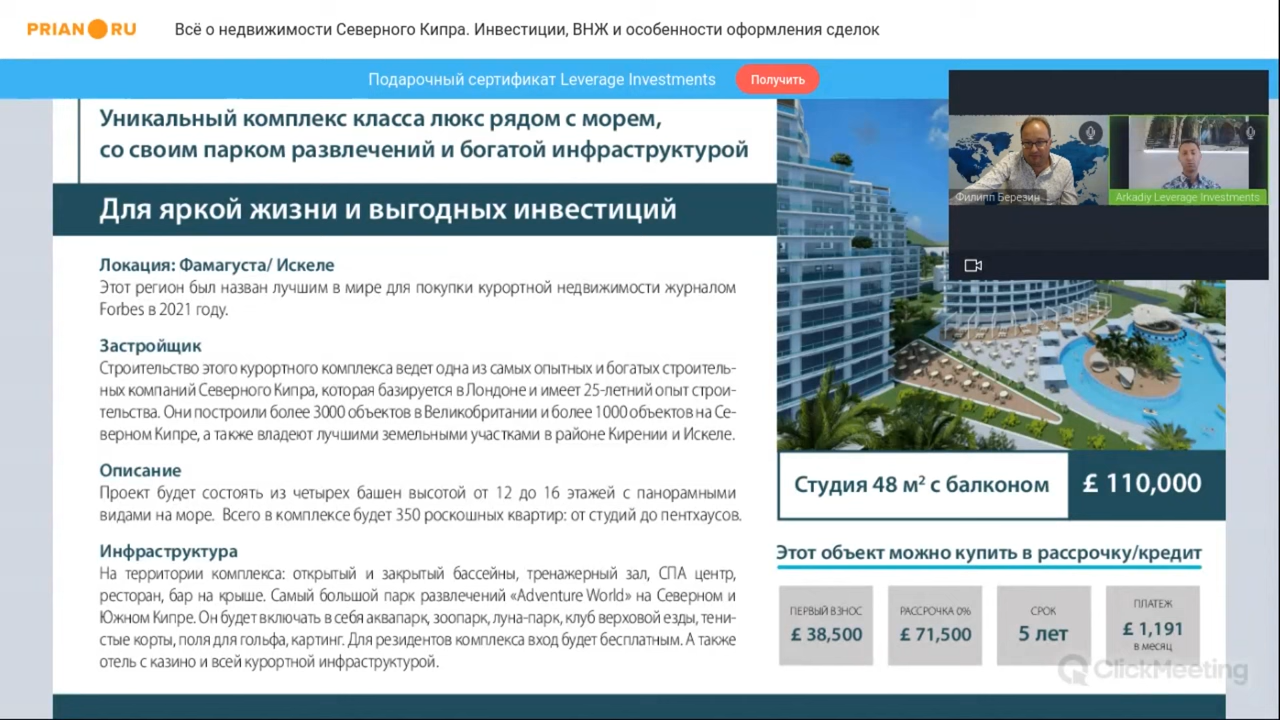 PRIAN RU
Всё о недвижимости Северного Кипра. Инвестиции, ВНЖ и особенности оформления сделок
Подарочный сертификат Leverage Investments
Получить
Уникальный комплекс класса люкс рядом с морем,
со своим парком развлечений и богатой инфраструктурой
Для яркой жизни и выгодных инвестиций
Филипп Березин
Arkadiy Leverage Investments
Локация: Фамагуста/ Искеле
Этот регион был назван лучшим в мире для покупки курортной недвижимости журналом
Forbes в 2021 году.
Застройщик
Строительство этого курортного комплекса ведет одна из самых опытных и богатых строитель-
ных компаний Северного Кипра, которая базируется в Лондоне и имеет 25-летний опыт строи-
тельства. Они построили более 3000 объектов в Великобритании и более 1000 объектов на Се-
верном Кипре, а также владеют лучшими земельными участками в районе Кирении и Искеле.
Описание
Проект будет состоять из четырех башен высотой от 12 до 16 этажей с панорамными
видами на море. Всего в комплексе будет 350 роскошных квартир: от студий до пентхаусов.
Инфраструктура
На территории комплекса: открытый и закрытый бассейны, тренажерный зал, СПА центр,
ресторан, бар на крыше. Самый большой парк развлечений «Adventure World» на Северном и
Южном Кипре. Он будет включать в себя аквапарк, зоопарк, луна-парк, клуб верховой езды, тени-
стые корты, поля для гольфа, картинг. Для резидентов комплекса вход будет бесплатным. А также
отель с казино и всей курортной инфраструктурой.
Студия 48 м² с балконом
£ 110,000
Этот объект можно купить в рассрочку/кредит
ПЕРВЫЙ ВЗНОС
£ 38,500
РАССРОЧКА 0%
£ 71,500
СРОК
5 лет
ПЛАТЕЖ
£ 1,191
в месяц
ClickMeeting